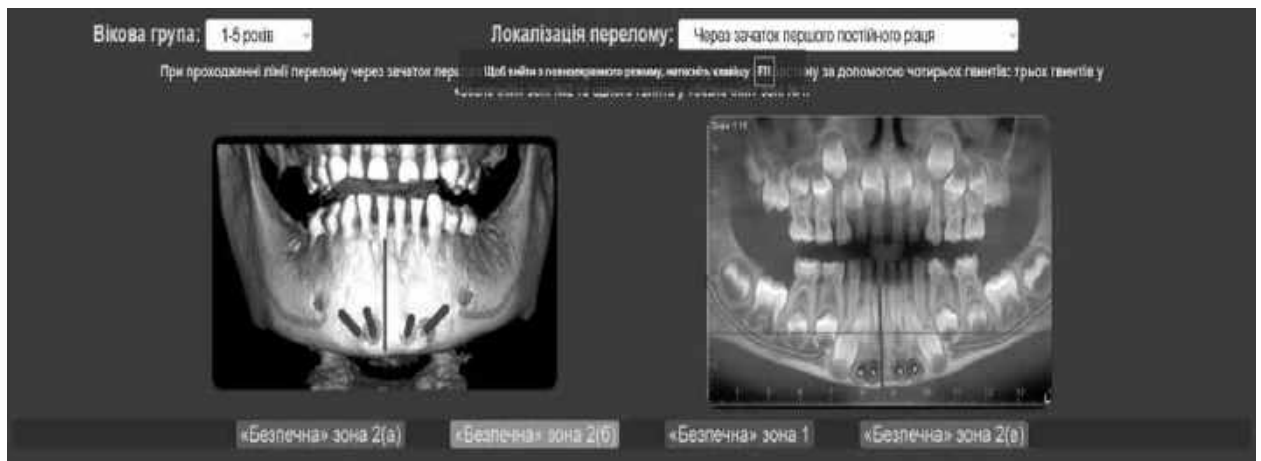 Вікова група: 1-5 років Локалізація перелому: Через зачаток першого постійного різця
При проходженні лінії перелому через зачаток Щоб вийти з повноекранного режиму, натисніть клавішу F11 за допомогою чотирьох гвинтів: трьох гвинтів у
«Безпечна» зона 2(а) «Безпечна» зона 2(б) «Безпечна» зона 1 «Безпечна» зона 2(в)